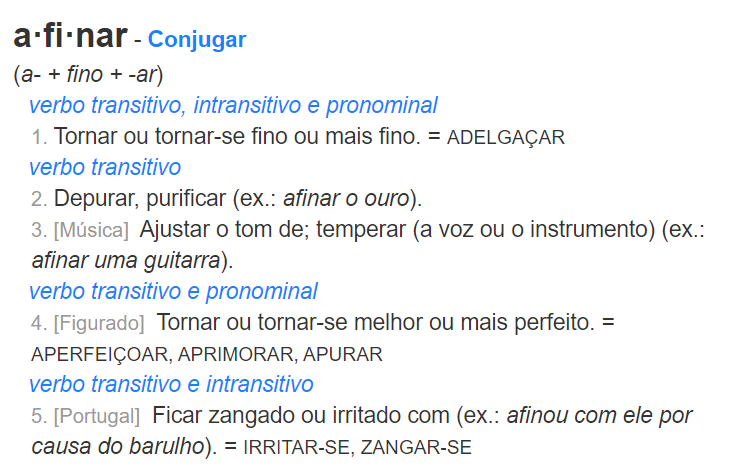 a·fi·nar - Conjugar
(a- + fino + -ar)
verbo transitivo, intransitivo e pronominal
1. Tornar ou tornar-se fino ou mais fino. = ADELGAÇAR
verbo transitivo
2. Depurar, purificar (ex.: afinar o ouro).
3. [Música] Ajustar o tom de; temperar (a voz ou o instrumento) (ex.:
afinar uma guitarra).
verbo transitivo e pronominal
4. [Figurado] Tornar ou tornar-se melhor ou mais perfeito. =
APERFEIÇOAR, APRIMORAR, APURAR
verbo transitivo e intransitivo
5. [Portugal] Ficar zangado ou irritado com (ex.: afinou com ele por
causa do barulho). = IRRITAR-SE, ZANGAR-SE